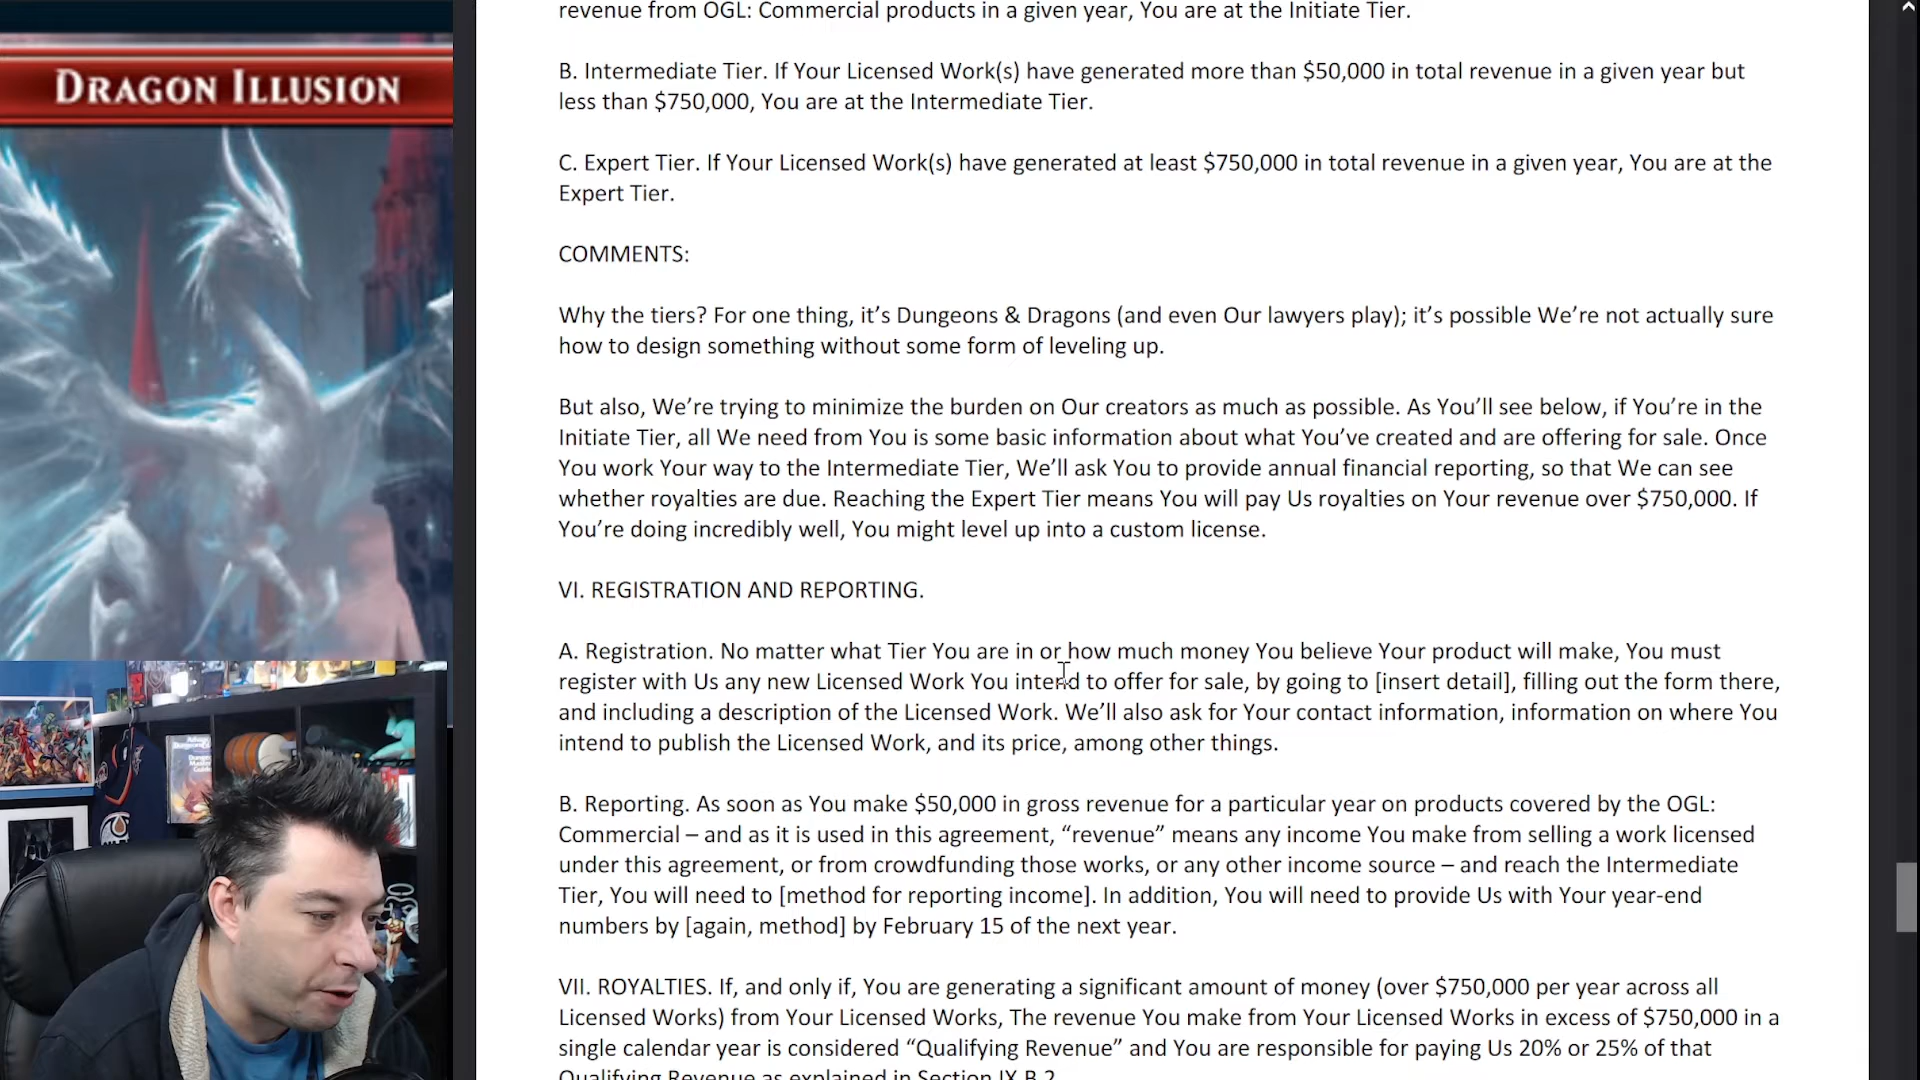 DRAGON ILLUSION
revenue from OGL: Commercial products in a given year, You are at the Initiate Tier.
B. Intermediate Tier. If Your Licensed Work(s) have generated more than $50,000 in total revenue in a given year but
less than $750,000, You are at the Intermediate Tier.
C. Expert Tier. If Your Licensed Work(s) have generated at least $750,000 in total revenue in a given year, You are at the
Expert Tier.
COMMENTS:
Why the tiers? For one thing, it’s Dungeons & Dragons (and even Our lawyers play); it’s possible We’re not actually sure
how to design something without some form of leveling up.
But also, We’re trying to minimize the burden on Our creators as much as possible. As You’ll see below, if You’re in the
Initiate Tier, all We need from You is some basic information about what You’ve created and are offering for sale. Once
You work Your way to the Intermediate Tier, We’ll ask You to provide annual financial reporting, so that We can see
whether royalties are due. Reaching the Expert Tier means You will pay Us royalties on Your revenue over $750,000. If
You’re doing incredibly well, You might level up into a custom license.
VI. REGISTRATION AND REPORTING.
A. Registration. No matter what Tier You are in or how much money You believe Your product will make, You must
register with Us any new Licensed Work You intend to offer for sale, by going to [insert detail], filling out the form there,
and including a description of the Licensed Work. We’ll also ask for Your contact information, information on where You
intend to publish the Licensed Work, and its price, among other things.
B. Reporting. As soon as You make $50,000 in gross revenue for a particular year on products covered by the OGL:
Commercial – and as it is used in this agreement, “revenue” means any income You make from selling a work licensed
under this agreement, or from crowdfunding those works, or any other income source – and reach the Intermediate
Tier, You will need to [method for reporting income]. In addition, You will need to provide Us with Your year-end
numbers by [again, method] by February 15 of the next year.
VII. ROYALTIES. If, and only if, You are generating a significant amount of money (over $750,000 per year across all
Licensed Works) from Your Licensed Works, The revenue You make from Your Licensed Works in excess of $750,000 in a
single calendar year is considered “Qualifying Revenue” and You are responsible for paying Us 20% or 25% of that
Qualifying Revenue as explained in Section IX.B.2.